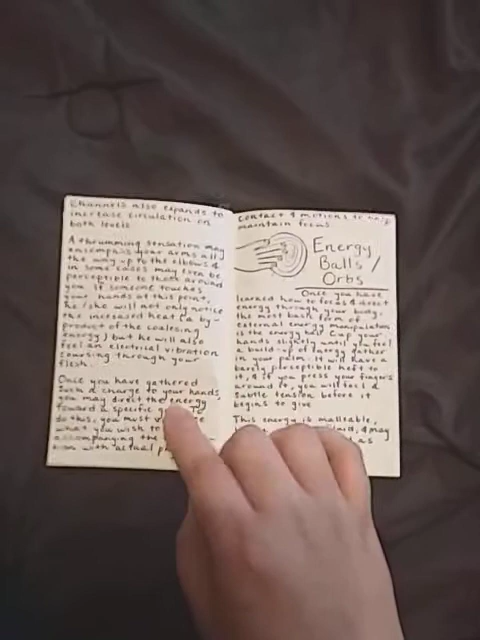 Channels also expands to
increase circulation on
both levels
A thrumming sensation may
encompass your arms all
the way up to the elbows &
in some cases may even be
perceptible to those around
you. If someone touches
your hands at this point,
he/she will not only notice
the increased heat (a by-
product of the coalescing
energy) but he will also
feel an electrical vibration
coursing through your
flesh.
Once you have gathered
such a charge to your hands
you may direct the energy
toward a specific
do this, you must
what you wish to
accompanying the
tion with actual
Contact & motions to help
maintain focus
Energy
Balls /
Orbs
Once you have
learned how to focus & direct
energy through your body,
the most basic form of
external energy manipulation
is the energy ball. Cup your
hands slightly until you feel
a build-up of energy gather
in your palm. It will have a
barely perceptible heft to
it, & if you press your fingers
around it, you will feel a
subtle tension before it
begins to give
This energy is malleable,
& may
as